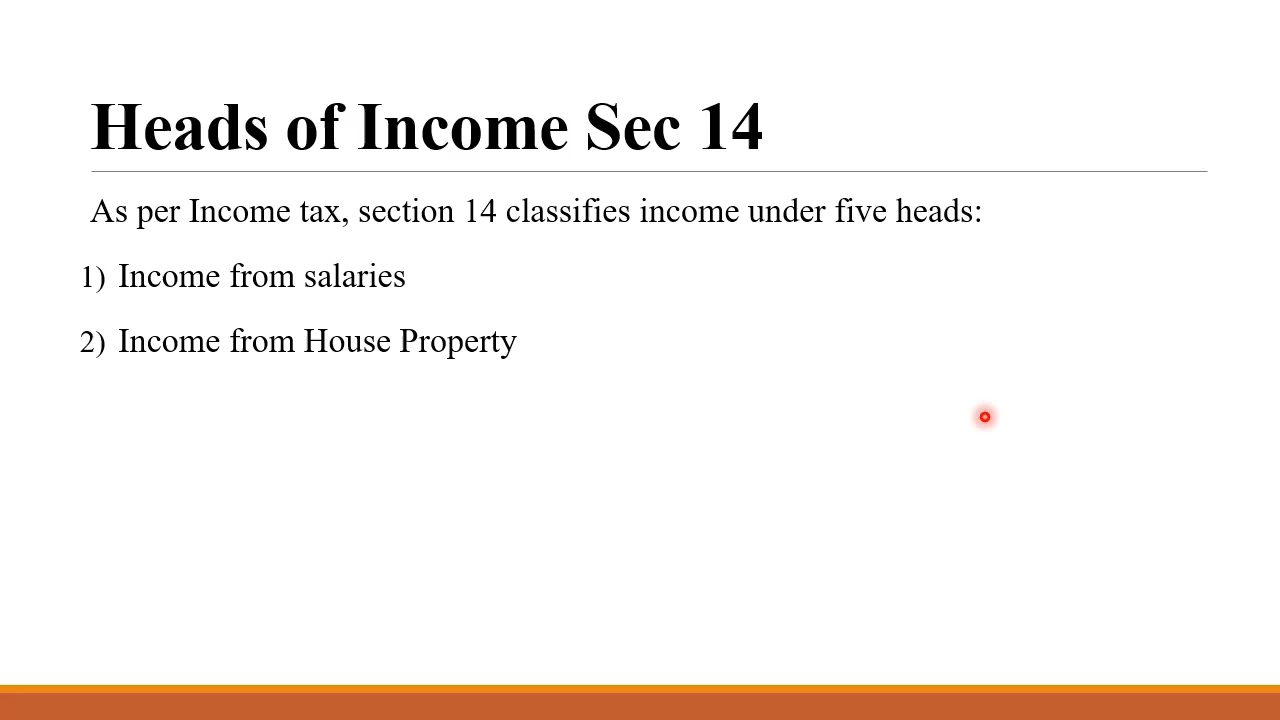 Heads of Income Sec 14
As per Income tax, section 14 classifies income under five heads:
1) Income from salaries
2) Income from House Property